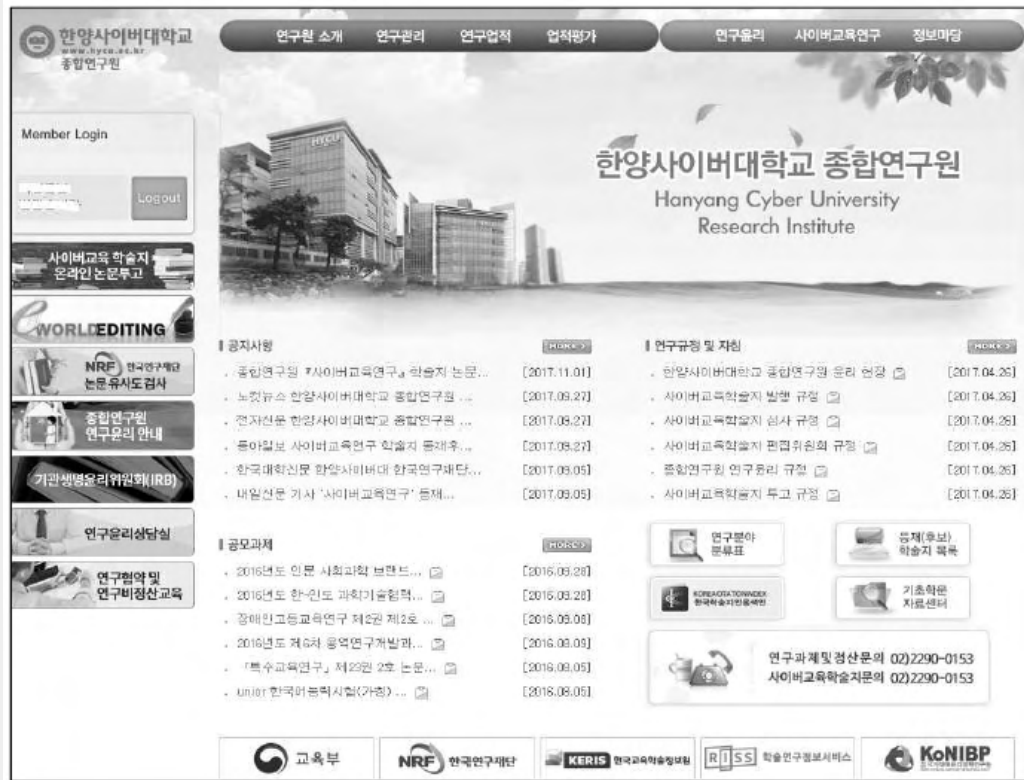 한양사이버대학교
www.hycu.ac.kr
종합연구원
연구원 소개 연구관리 연구업적 업적평가 연구윤리 사이버교육연구 정보마당
Member Login
Logout
HYCU
한양사이버대학교 종합연구원
Hanyang Cyber University
Research Institute
사이버교육 학술지
온라인 논문투고
eWORLDEDITING
NRF 한국연구재단
논문유사도검사
종합연구원
연구윤리 안내
기관생명윤리위원회(IRB)
연구윤리상담실
연구협약 및
연구비정산교육
공지사항 MORE >
. 종합연구원 『사이버교육연구』 학술지 논문... [2017.11.01]
. 노컷뉴스 한양사이버대학교 종합연구원 ... [2017.09.27]
. 전자신문 한양사이버대학교 종합연구원 ... [2017.09.27]
. 동아일보 사이버교육연구 학술지 등재후... [2017.09.27]
. 한국대학신문 한양사이버대 한국연구재단... [2017.09.05]
. 내일신문 기사 '사이버교육연구' 등재... [2017.09.05]
연구규정 및 지침 MORE >
. 한양사이버대학교 종합연구원 윤리 헌장 [2017.04.26]
. 사이버교육학술지 발행 규정 [2017.04.26]
. 사이버교육학술지 심사 규정 [2017.04.26]
. 사이버교육학술지 편집위원회 규정 [2017.04.26]
. 종합연구원 연구윤리 규정 [2017.04.26]
. 사이버교육학술지 투고 규정 [2017.04.26]
공모과제 MORE >
. 2016년도 인문 사회과학 브랜드... [2016.09.28]
. 2016년도 한-인도 과학기술협력... [2016.09.28]
. 장애인고등교육연구 제2권 제2호 ...
. 2016년도 제6차 용역연구개발과...
. 「특수교육연구」 제23권 2호 논문... [2016.09.05]
. 한국어능력시험(가칭) ... [2016.09.05]
연구분야
분류표
등재(후보)
학술지 목록
KOREA CITATION INDEX
한국학술지인용색인
기초학문
자료센터
연구과제및정산문의 02)2290-0153
사이버교육학술지문의 02)2290-0153
교육부
NRF 한국연구재단
KERIS 한국교육학술정보원
RISS 학술연구정보서비스
KoNIBP